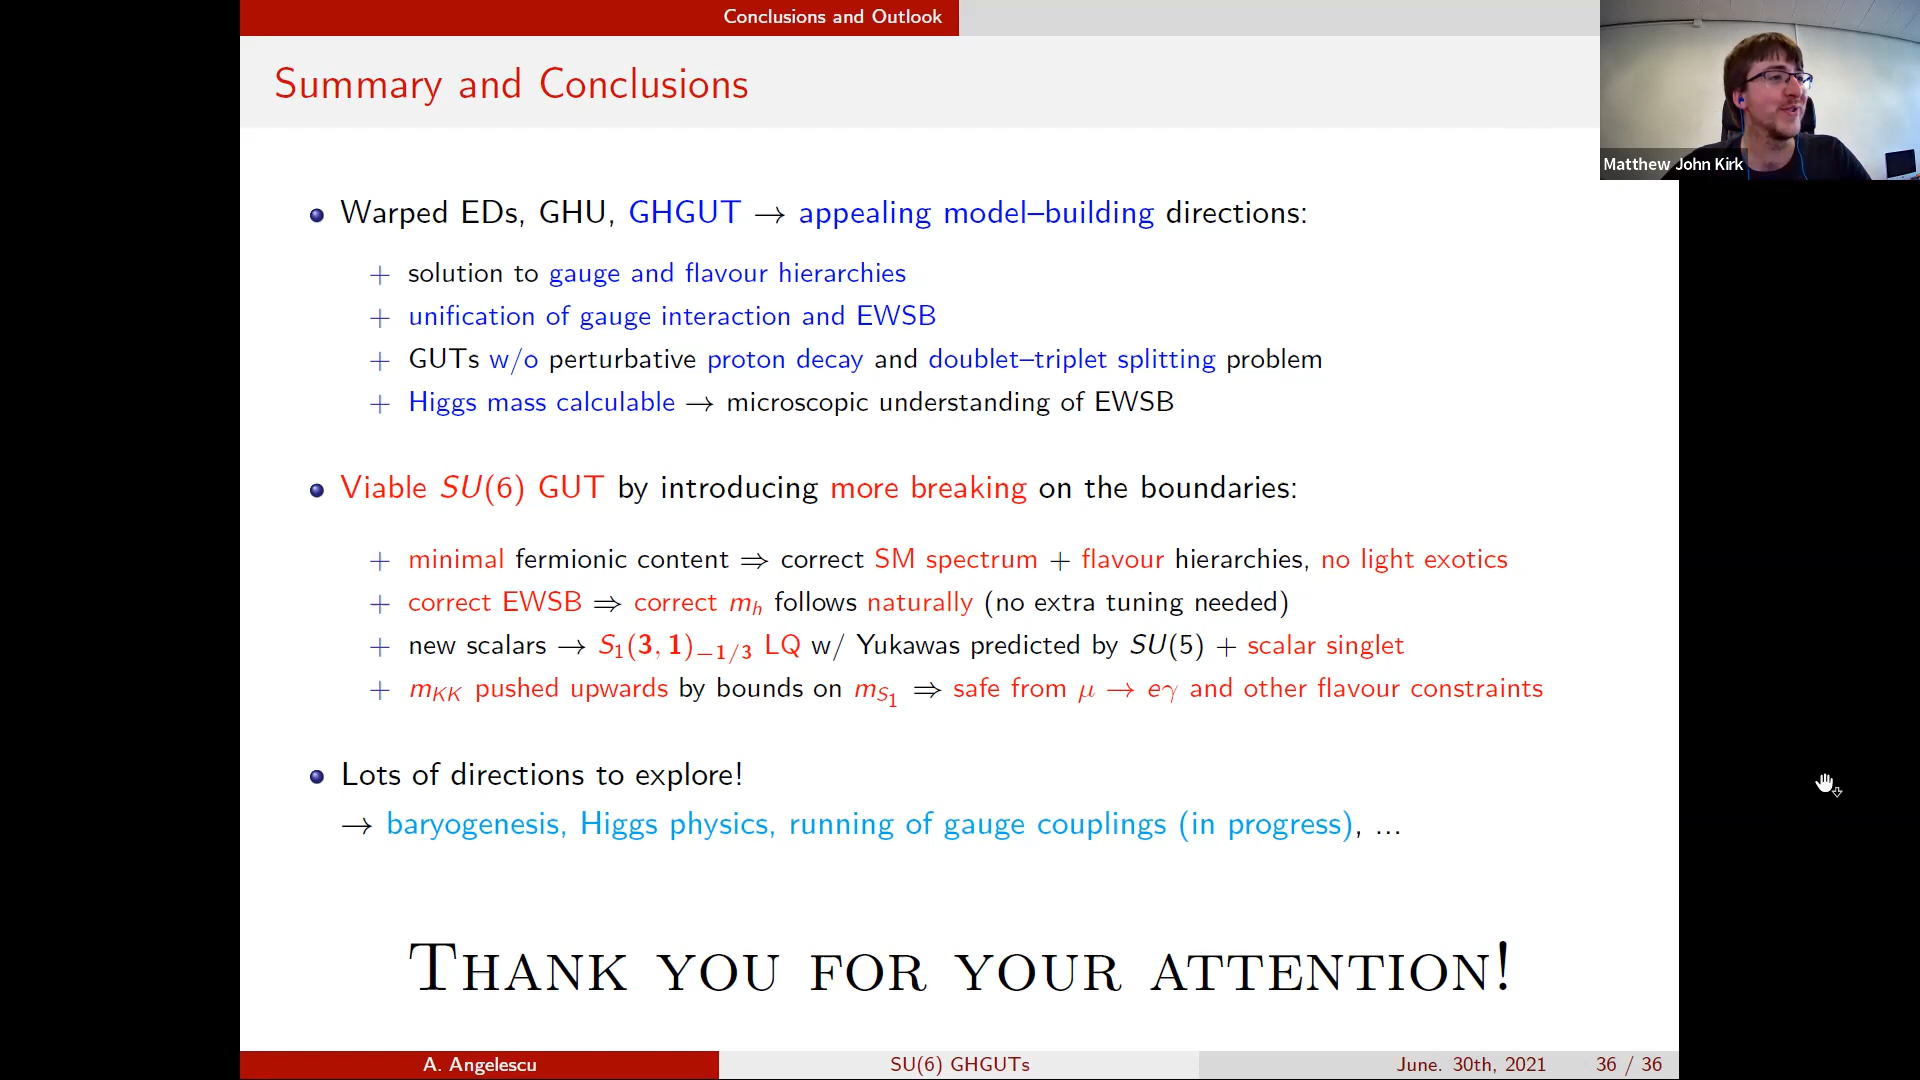 Conclusions and Outlook
Summary and Conclusions
Matthew John Kirk
Warped EDs, GHU, GHGUT → appealing model–building directions:
+ solution to gauge and flavour hierarchies
+ unification of gauge interaction and EWSB
+ GUTs w/o perturbative proton decay and doublet–triplet splitting problem
+ Higgs mass calculable → microscopic understanding of EWSB
Viable SU(6) GUT by introducing more breaking on the boundaries:
+ minimal fermionic content ⇒ correct SM spectrum + flavour hierarchies, no light exotics
+ correct EWSB ⇒ correct m_h follows naturally (no extra tuning needed)
+ new scalars → S_1(3, 1)_{−1/3} LQ w/ Yukawas predicted by SU(5) + scalar singlet
+ m_{KK} pushed upwards by bounds on m_{S_1} ⇒ safe from μ → eγ and other flavour constraints
Lots of directions to explore!
→ baryogenesis, Higgs physics, running of gauge couplings (in progress), ...
THANK YOU FOR YOUR ATTENTION!
A. Angelescu
SU(6) GHGUTs
June. 30th, 2021
36 / 36